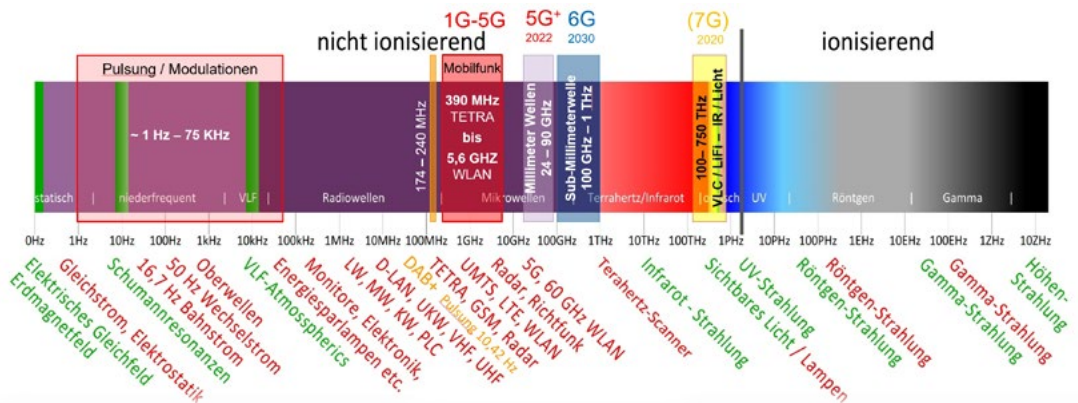 1G-5G
5G⁺
2022
6G
2030
(7G)
2020
nicht ionisierend
ionisierend
Pulsung / Modulationen
~ 1 Hz – 75 KHz
174 – 240 MHz
Mobilfunk
390 MHz
TETRA
bis
5,6 GHZ
WLAN
Millimeter Wellen
24 – 90 GHz
Sub-Millimeterwelle
100 GHz – 1 THz
100– 750 THz
VLC / LiFi – IR / Licht
statisch | niederfrequent | VLF | Radiowellen | Mikrowellen | Terrahertz/Infrarot | UV | Röntgen | Gamma |
0Hz 1Hz 10Hz 100Hz 1kHz 10kHz 100kHz 1MHz 10MHz 100MHz 1GHz 10GHz 100GHz 1THz 10THz 100THz 1PHz 10PHz 100PHz 1EHz 10EHz 100EHz 1ZHz 10ZHz
Elektrisches Gleichfeld
Erdmagnetfeld
Gleichstrom, Elektrostatik
Schumannresonanzen
16,7 Hz Bahnstrom
50 Hz Wechselstrom
Oberwellen
VLF-Atmospherics
Energiesparlampen etc.
Monitore, Elektronik,
LW, MW, KW, PLC
D-LAN, UKW, VHF, UHF
DAB+ Pulsung 10,42 Hz
TETRA, GSM, Radar
UMTS, LTE, WLAN
Radar, Richtfunk
5G, 60 GHz WLAN
Terahertz-Scanner
Infrarot - Strahlung
Sichtbares Licht / Lampen
UV-Strahlung
Röntgen-Strahlung
Röntgen-Strahlung
Gamma-Strahlung
Gamma-Strahlung
Höhen-
Strahlung